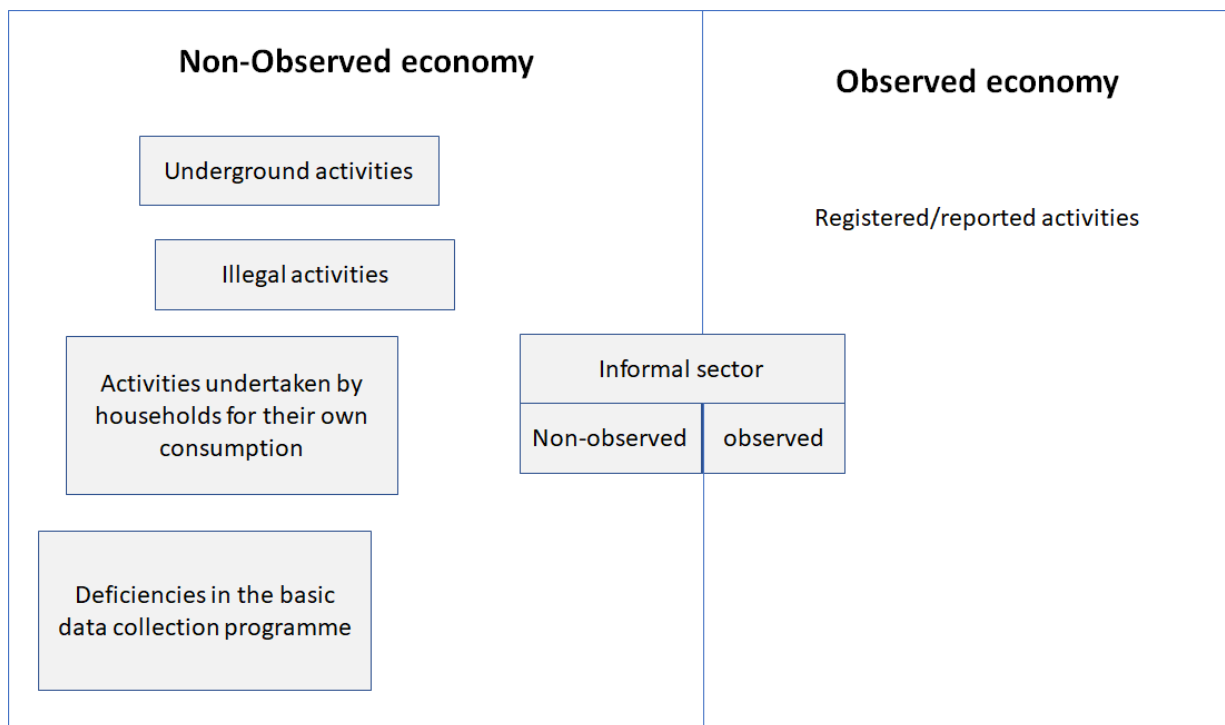 Non-Observed economy
Observed economy
Underground activities
Registered/reported activities
Illegal activities
Activities undertaken by
households for their own
consumption
Informal sector
Non-observed
observed
Deficiencies in the basic
data collection programme